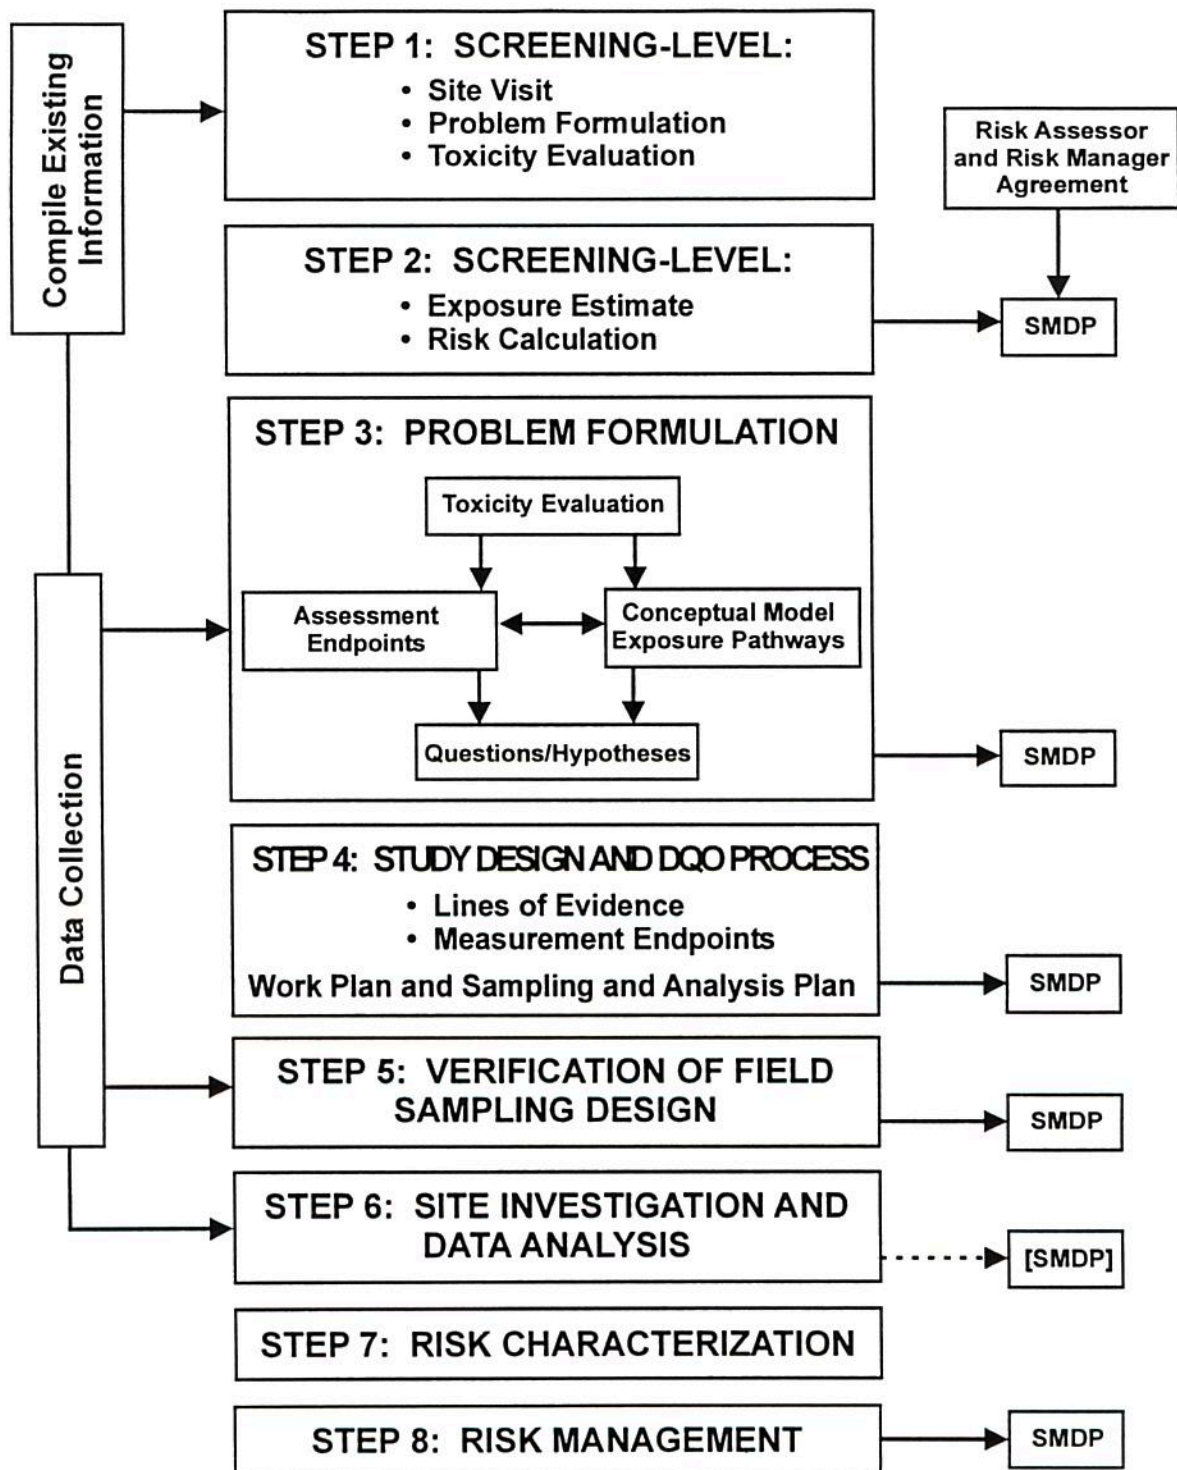 Compile Existing
Information
STEP 1: SCREENING-LEVEL:
• Site Visit
• Problem Formulation
• Toxicity Evaluation
Risk Assessor
and Risk Manager
Agreement
STEP 2: SCREENING-LEVEL:
• Exposure Estimate
• Risk Calculation
SMDP
Data Collection
STEP 3: PROBLEM FORMULATION
Toxicity Evaluation
Assessment
Endpoints
Conceptual Model
Exposure Pathways
Questions/Hypotheses
SMDP
STEP 4: STUDY DESIGN AND DQO PROCESS
• Lines of Evidence
• Measurement Endpoints
Work Plan and Sampling and Analysis Plan
SMDP
STEP 5: VERIFICATION OF FIELD
SAMPLING DESIGN
SMDP
STEP 6: SITE INVESTIGATION AND
DATA ANALYSIS
[SMDP]
STEP 7: RISK CHARACTERIZATION
STEP 8: RISK MANAGEMENT
SMDP